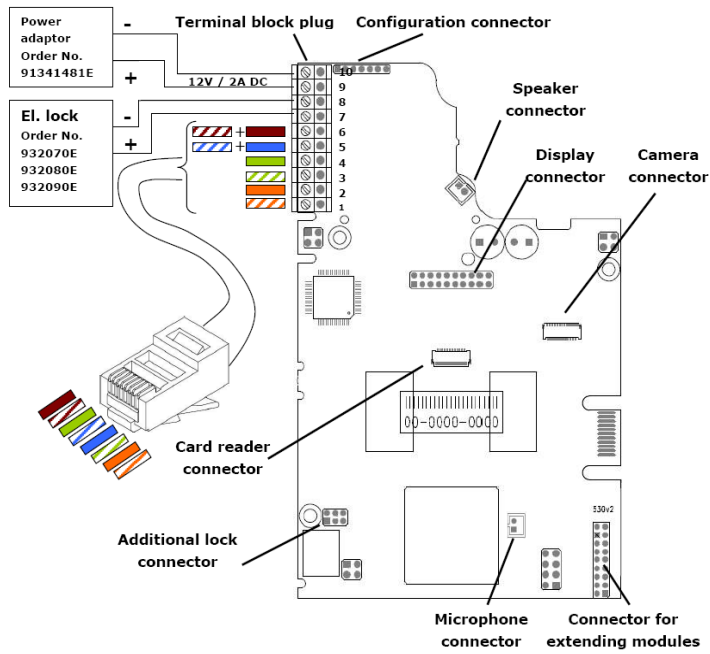 Power
adaptor
Order No.
91341481E
-
+
El. lock
Order No.
932070E
932080E
932090E
-
+
Terminal block plug
Configuration connector
12V / 2A DC
10
9
8
7
6
5
4
3
2
1
+
+
Speaker
connector
Display
connector
Camera
connector
Card reader
connector
00-0000-00000
Additional lock
connector
530v2
Microphone
connector
Connector for
extending modules